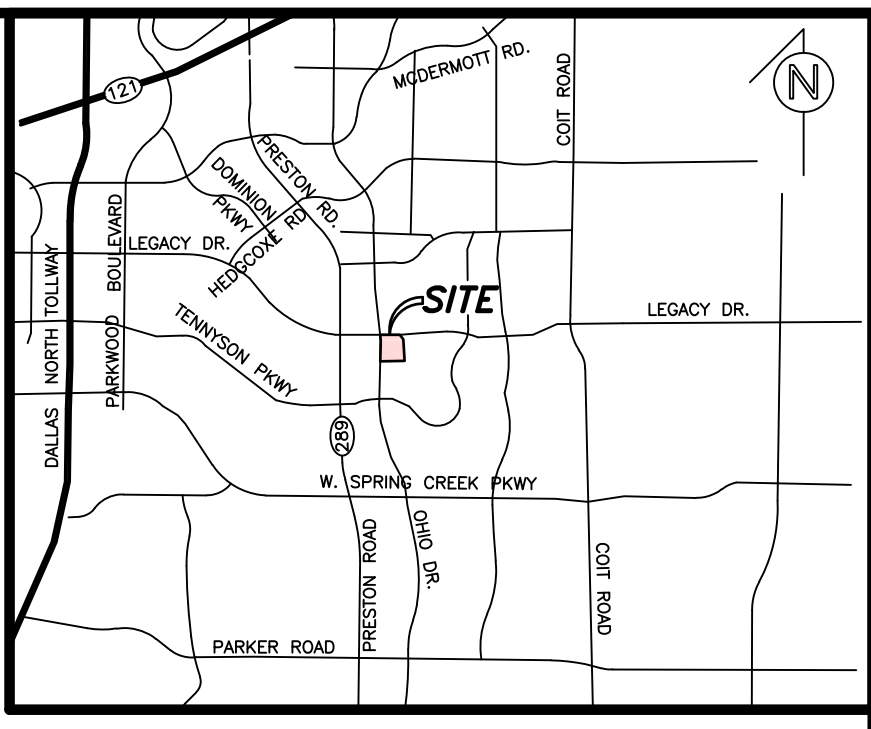 MCDERMOTT RD.
COIT ROAD
N
121
PRESTON RD.
DOMINION
PKWY
HEDGCOXE RD
LEGACY DR.
PARKWOOD BOULEVARD
DALLAS NORTH TOLLWAY
SITE
LEGACY DR.
TENNYSON PKWY
289
W. SPRING CREEK PKWY
OHIO DR.
PRESTON ROAD
COIT ROAD
PARKER ROAD